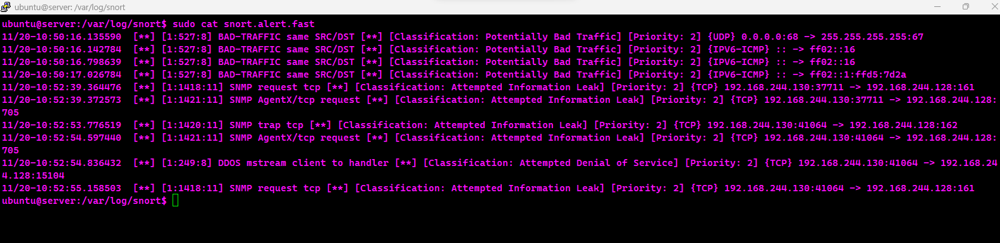 ubuntu@server: /var/log/snort
ubuntu@server:/var/log/snort$ sudo cat snort.alert.fast
11/20-10:50:16.135590  [**] [1:527:8] BAD-TRAFFIC same SRC/DST [**] [Classification: Potentially Bad Traffic] [Priority: 2] {UDP} 0.0.0.0:68 -> 255.255.255.255:67
11/20-10:50:16.142784  [**] [1:527:8] BAD-TRAFFIC same SRC/DST [**] [Classification: Potentially Bad Traffic] [Priority: 2] {IPV6-ICMP} :: -> ff02::16
11/20-10:50:16.798639  [**] [1:527:8] BAD-TRAFFIC same SRC/DST [**] [Classification: Potentially Bad Traffic] [Priority: 2] {IPV6-ICMP} :: -> ff02::16
11/20-10:50:17.026784  [**] [1:527:8] BAD-TRAFFIC same SRC/DST [**] [Classification: Potentially Bad Traffic] [Priority: 2] {IPV6-ICMP} :: -> ff02::1:ffd5:7d2a
11/20-10:52:39.364476  [**] [1:1418:11] SNMP request tcp [**] [Classification: Attempted Information Leak] [Priority: 2] {TCP} 192.168.244.130:37711 -> 192.168.244.128:161
11/20-10:52:39.372573  [**] [1:1421:11] SNMP AgentX/tcp request [**] [Classification: Attempted Information Leak] [Priority: 2] {TCP} 192.168.244.130:37711 -> 192.168.244.128:
705
11/20-10:52:53.776519  [**] [1:1420:11] SNMP trap tcp [**] [Classification: Attempted Information Leak] [Priority: 2] {TCP} 192.168.244.130:41064 -> 192.168.244.128:162
11/20-10:52:54.597440  [**] [1:1421:11] SNMP AgentX/tcp request [**] [Classification: Attempted Information Leak] [Priority: 2] {TCP} 192.168.244.130:41064 -> 192.168.244.128:
705
11/20-10:52:54.836432  [**] [1:249:8] DDOS mstream client to handler [**] [Classification: Attempted Denial of Service] [Priority: 2] {TCP} 192.168.244.130:41064 -> 192.168.24
4.128:15104
11/20-10:52:55.158503  [**] [1:1418:11] SNMP request tcp [**] [Classification: Attempted Information Leak] [Priority: 2] {TCP} 192.168.244.130:41064 -> 192.168.244.128:161
ubuntu@server:/var/log/snort$